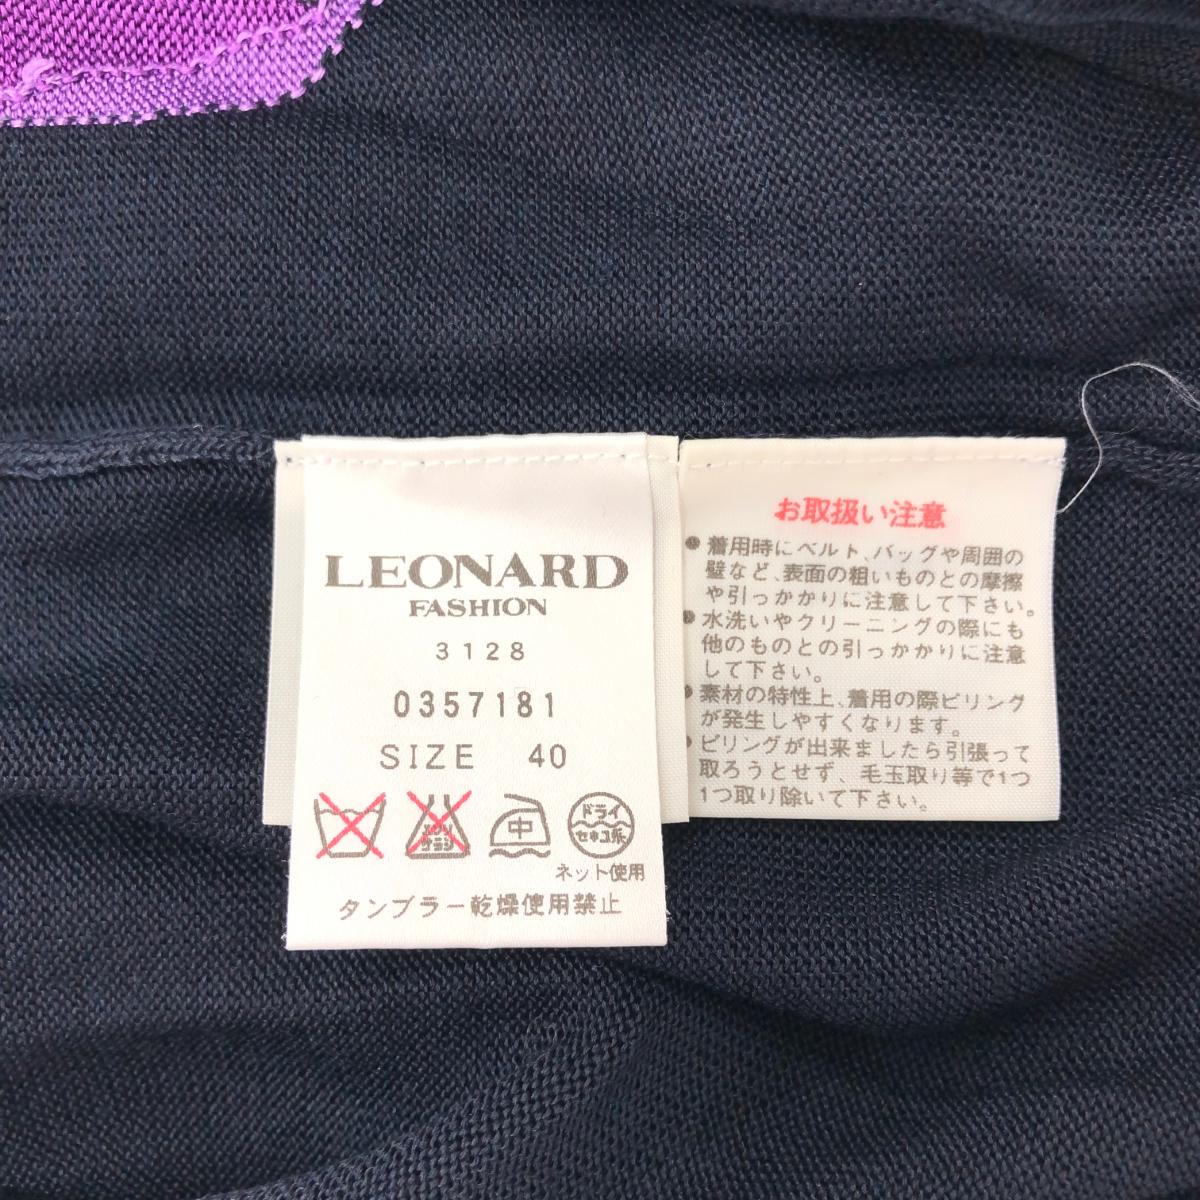 LEONARD
FASHION
3128
0357181
SIZE 40
エンソ
サラシ
中
ドライ
セキユ系
ネット使用
タンブラー乾燥使用禁止
お取扱い注意
●着用時にベルト、バッグや周囲の
壁など、表面の粗いものとの摩擦
や引っかかりに注意して下さい。
●水洗いやクリーニングの際にも
他のものとの引っかかりに注意
して下さい。
●素材の特性上、着用の際ピリング
が発生しやすくなります。
●ピリングが出来ましたら引張って
取ろうとせず、毛玉取り等で1つ
1つ取り除いて下さい。